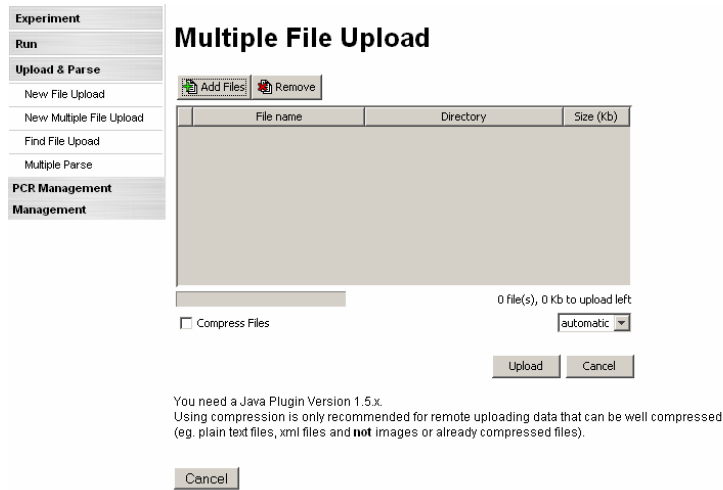 Experiment
Run
Upload & Parse
New File Upload
New Multiple File Upload
Find File Upoad
Multiple Parse
PCR Management
Management
Multiple File Upload
Add Files Remove
File name Directory Size (Kb)
0 file(s), 0 Kb to upload left
Compress Files automatic
Upload Cancel
You need a Java Plugin Version 1.5.x.
Using compression is only recommended for remote uploading data that can be well compressed
(eg. plain text files, xml files and not images or already compressed files).
Cancel